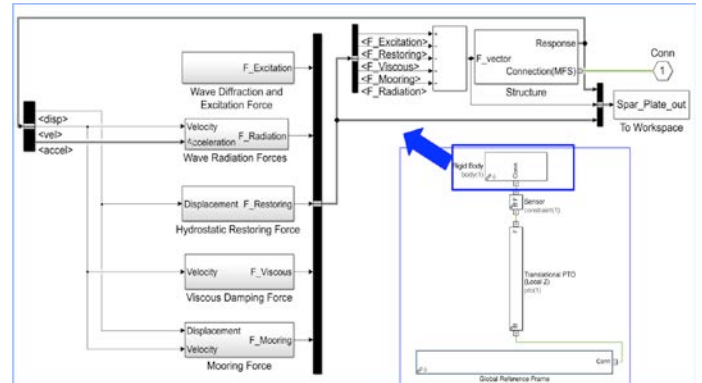 <disp>
<vel>
<accel>
F_Excitation
Wave Diffraction and
Excitation Force
Velocity
Acceleration
F_Radiation
Wave Radiation Forces
Displacement
F_Restoring
Hydrostatic Restoring Force
Velocity
F_Viscous
Viscous Damping Force
Displacement
Velocity
F_Mooring
Mooring Force
<F_Excitation>
<F_Restoring>
<F_Viscous>
<F_Mooring>
<F_Radiation>
F_vector
Response
Connection(MFS)
Structure
Conn
1
Spar_Plate_out
To Workspace
Rigid Body
body(1)
Conn
Sensor
constraint(1)
B
F
F
Translational PTO
(Local Z)
pto(1)
B
Conn
Global Reference Frame